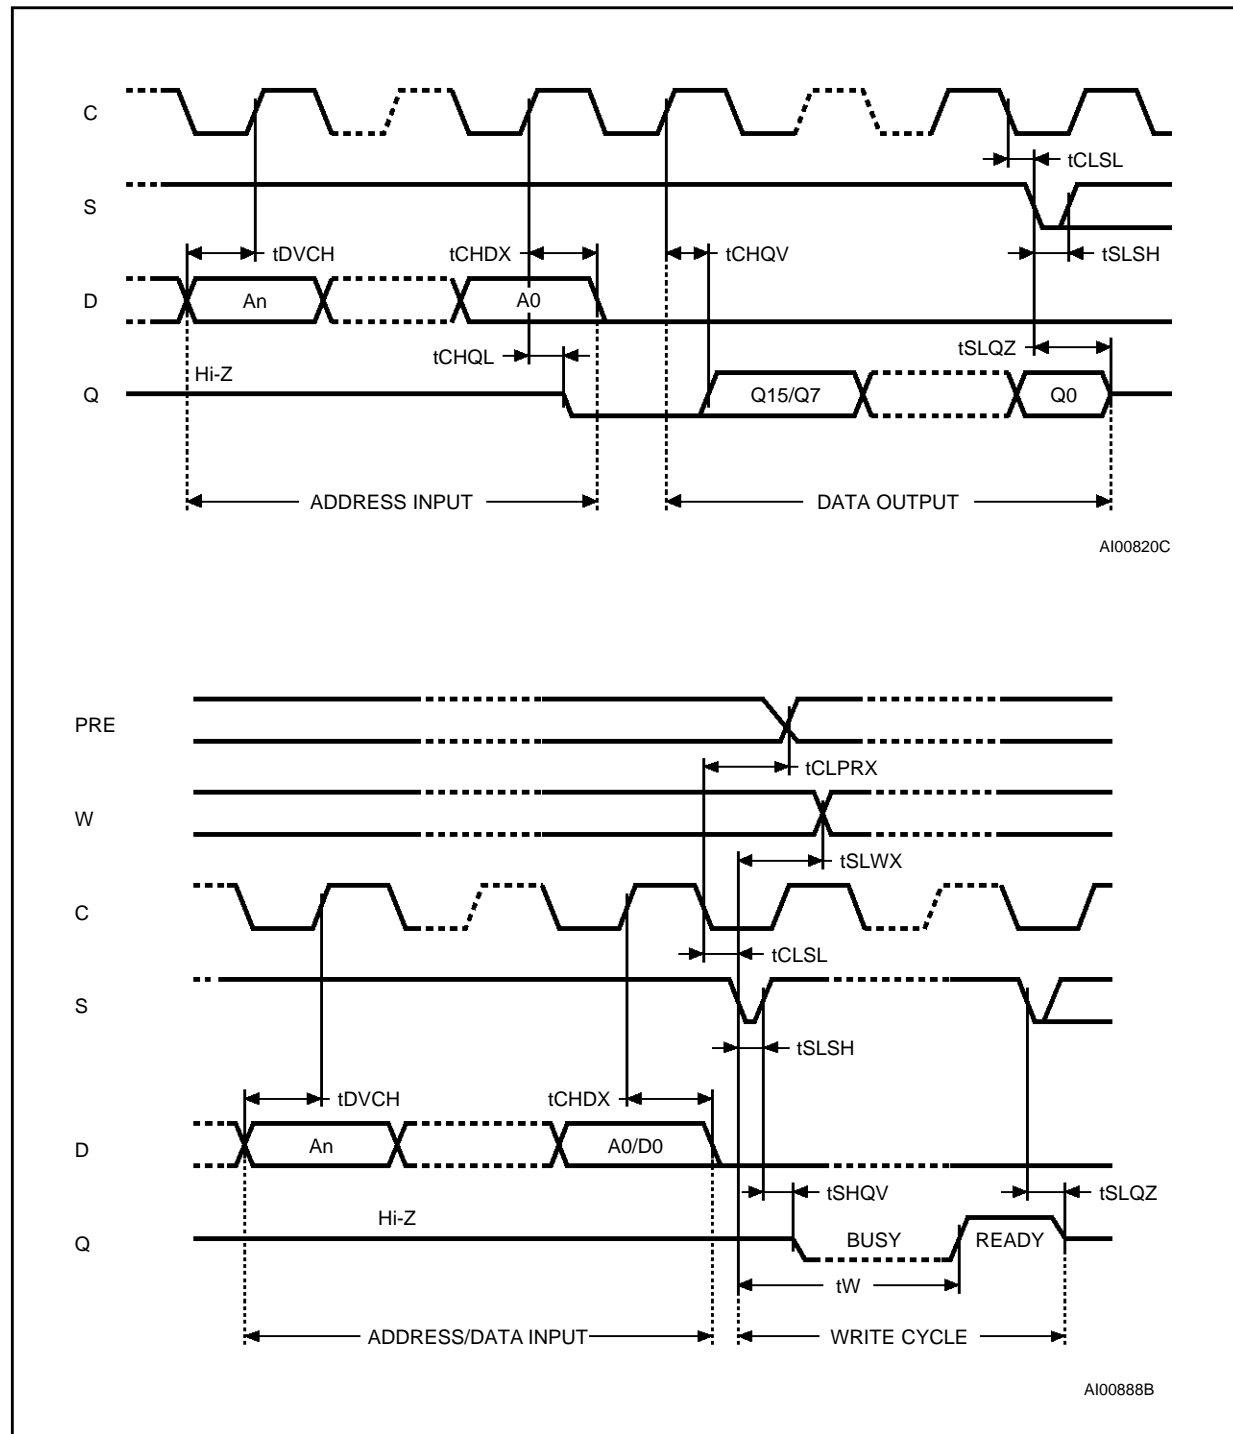 C
tCLSL
S
tDVCH tCHDX tCHQV tSLSH
D An A0
tCHQL tSLQZ
Hi-Z
Q Q15/Q7 Q0
ADDRESS INPUT DATA OUTPUT
AI00820C
PRE
tCLPRX
W
tSLWX
C
tCLSL
S
tSLSH
tDVCH tCHDX
D An A0/D0
tSHQV tSLQZ
Hi-Z
Q BUSY READY
tW
ADDRESS/DATA INPUT WRITE CYCLE
AI00888B